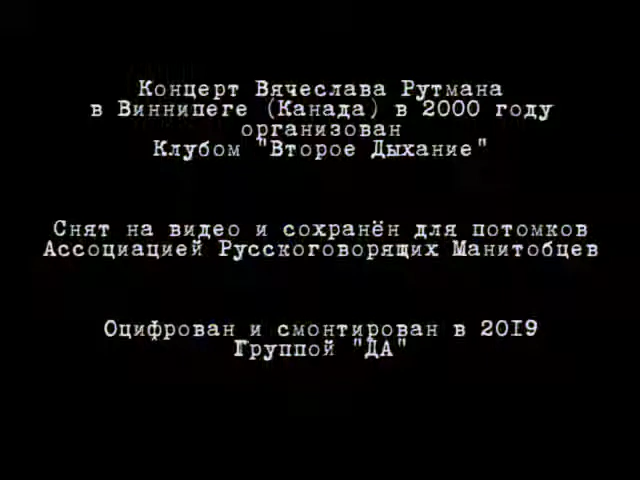 Концерт Вячеслава Рутмана
в Виннипеге (Канада) в 2000 году
организован
Клубом "Второе Дыхание"
Снят на видео и сохранён для потомков
Ассоциацией Русскоговорящих Манитобцев
Оцифрован и смонтирован в 2019
Группой "ДА"